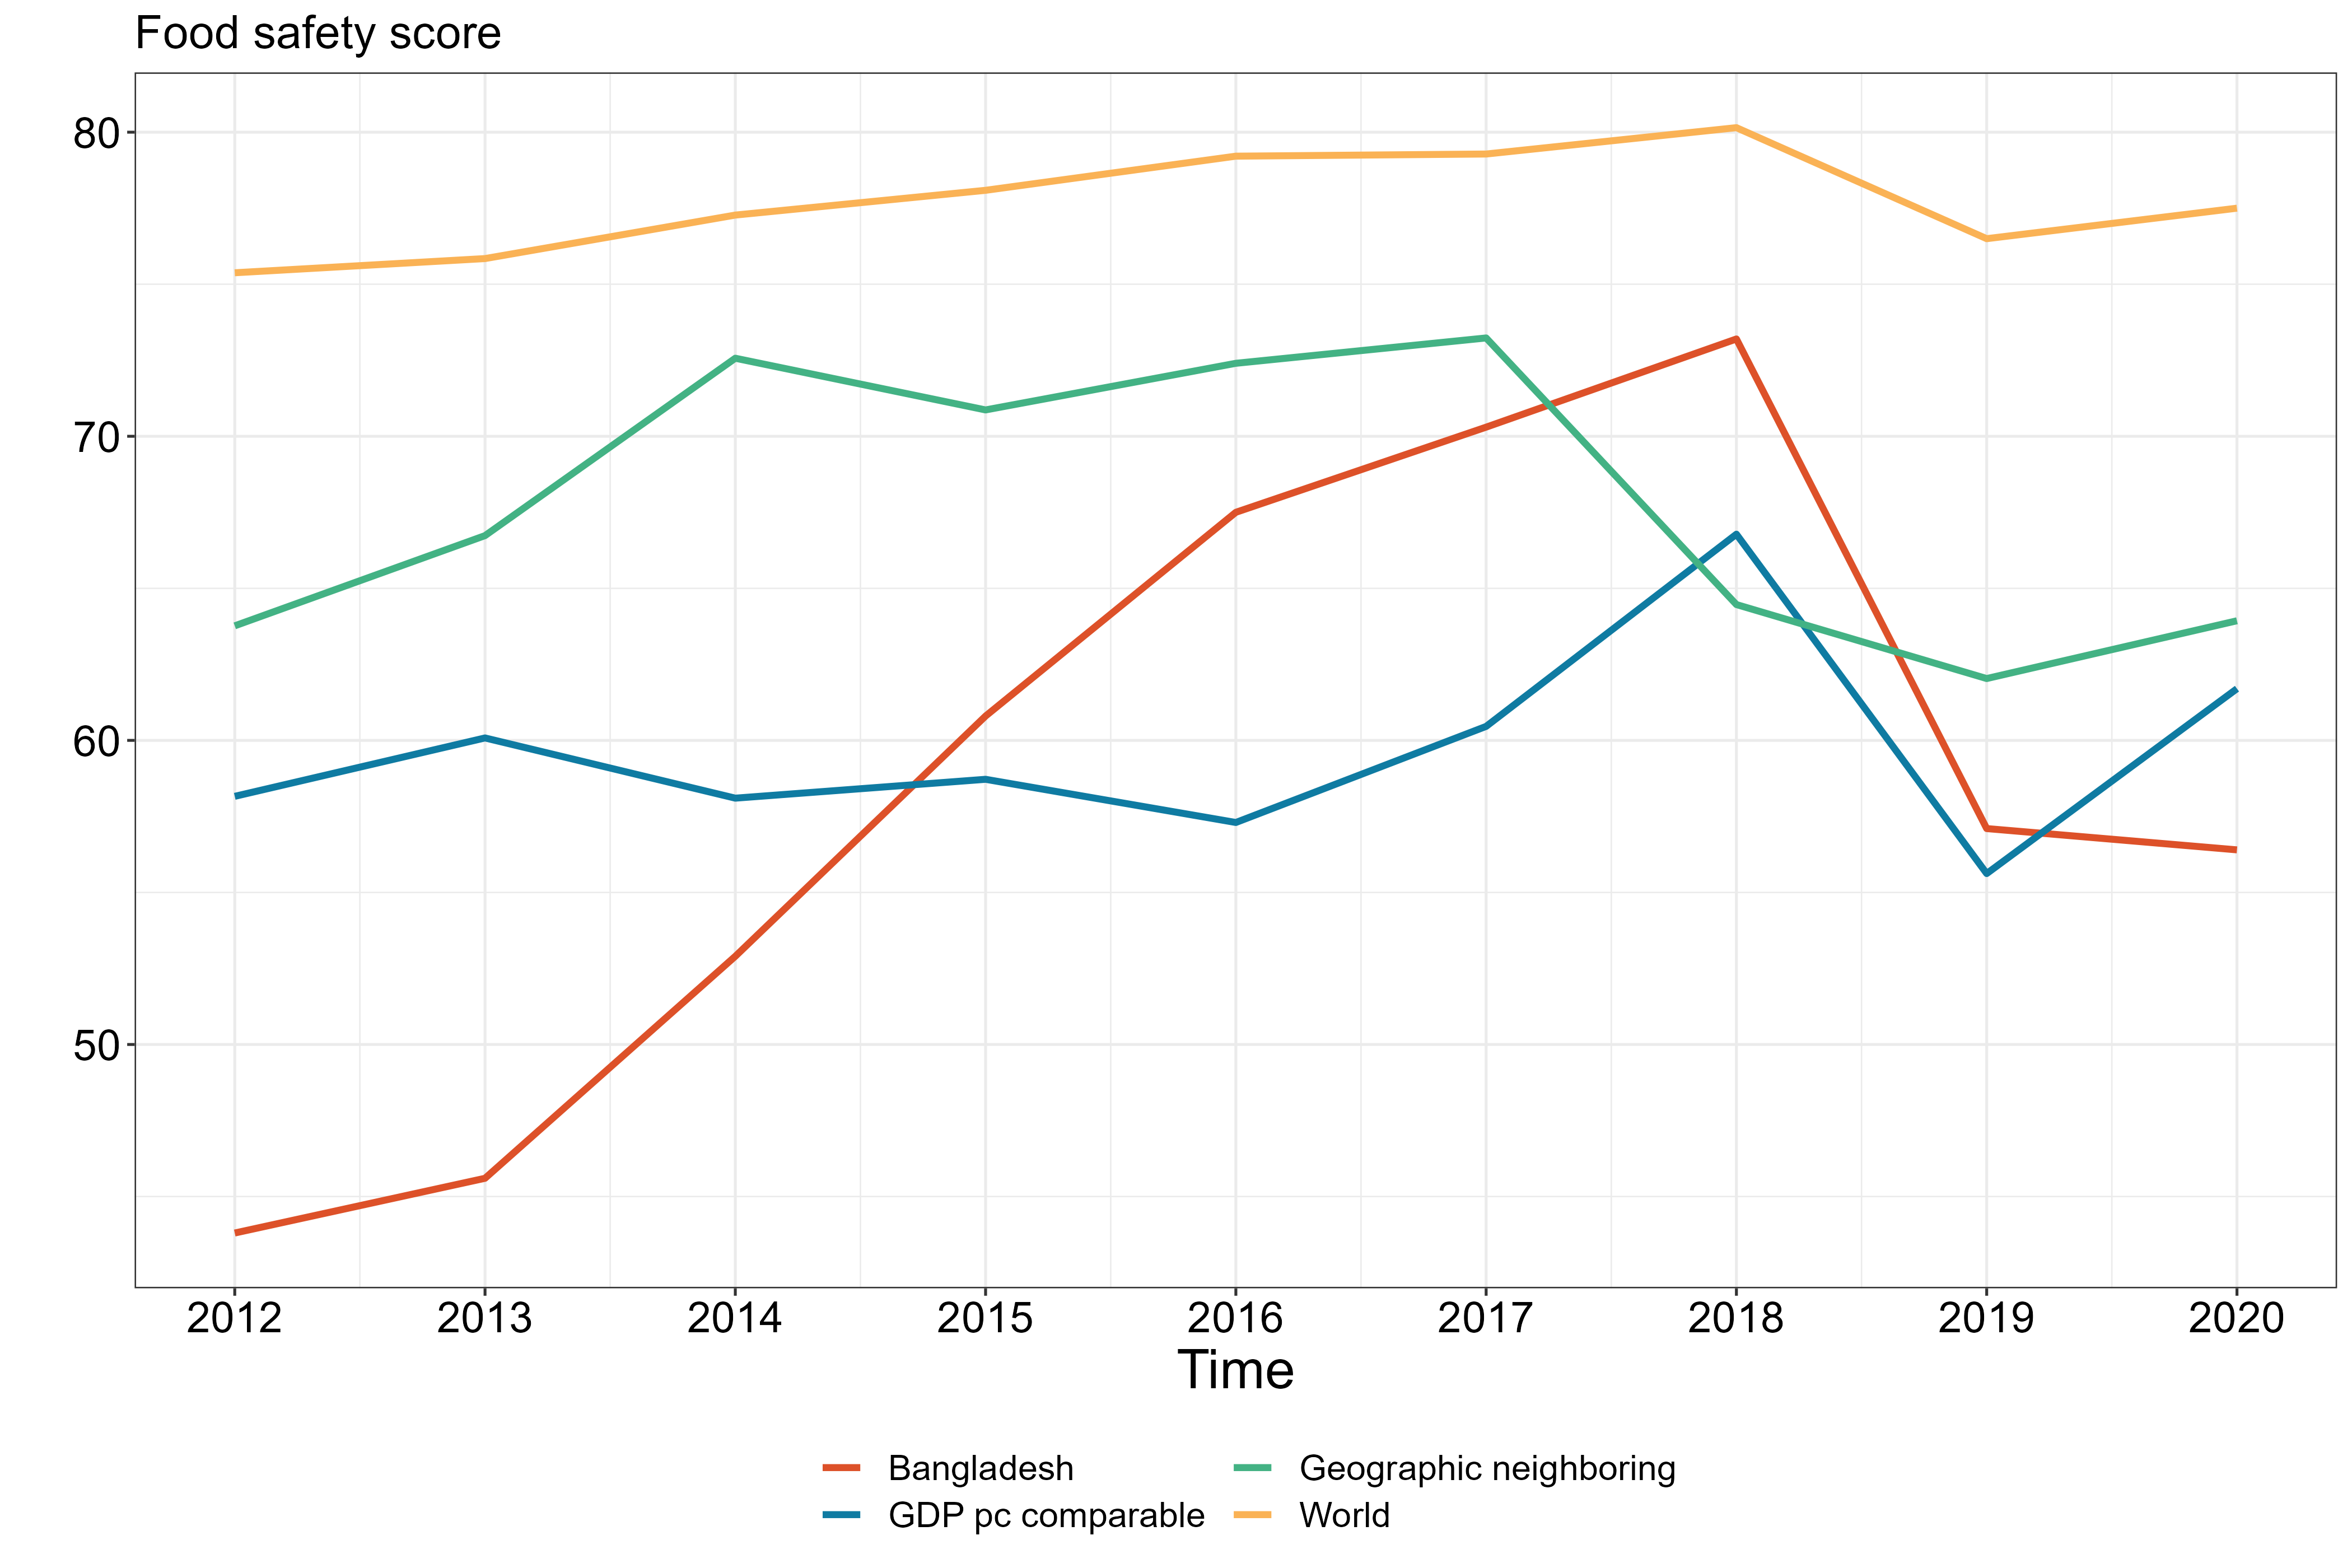 Food safety score
80
70
60
50
2012 2013 2014 2015 2016 2017 2018 2019 2020
Time
Bangladesh Geographic neighboring
GDP pc comparable World